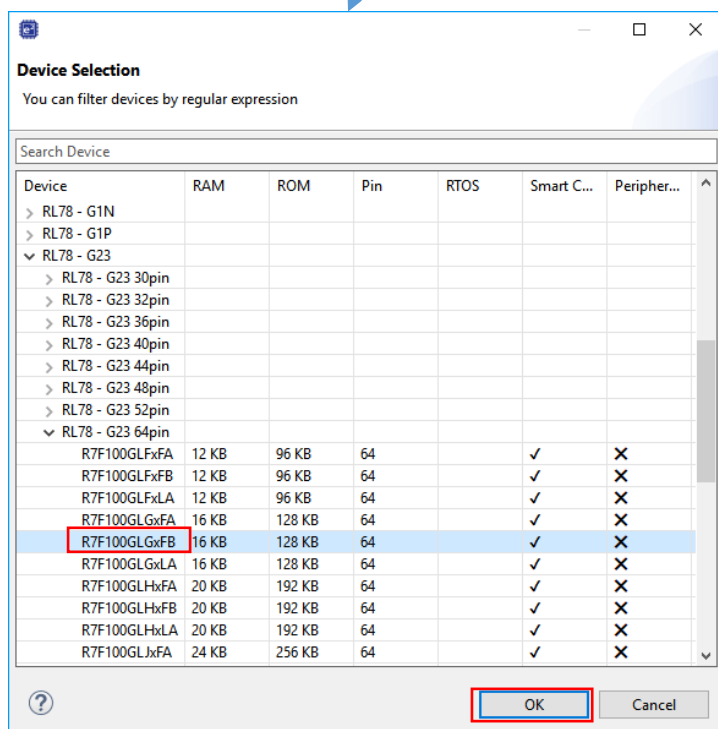 Device Selection
You can filter devices by regular expression
Search Device
Device RAM ROM Pin RTOS Smart C... Peripher...
RL78 - G1N
RL78 - G1P
RL78 - G23
RL78 - G23 30pin
RL78 - G23 32pin
RL78 - G23 36pin
RL78 - G23 40pin
RL78 - G23 44pin
RL78 - G23 48pin
RL78 - G23 52pin
RL78 - G23 64pin
R7F100GLFxFA 12 KB 96 KB 64 ✓ ✕
R7F100GLFxFB 12 KB 96 KB 64 ✓ ✕
R7F100GLFxLA 12 KB 96 KB 64 ✓ ✕
R7F100GLGxFA 16 KB 128 KB 64 ✓ ✕
R7F100GLGxFB 16 KB 128 KB 64 ✓ ✕
R7F100GLGxLA 16 KB 128 KB 64 ✓ ✕
R7F100GLHxFA 20 KB 192 KB 64 ✓ ✕
R7F100GLHxFB 20 KB 192 KB 64 ✓ ✕
R7F100GLHxLA 20 KB 192 KB 64 ✓ ✕
R7F100GLJxFA 24 KB 256 KB 64 ✓ ✕
? OK Cancel